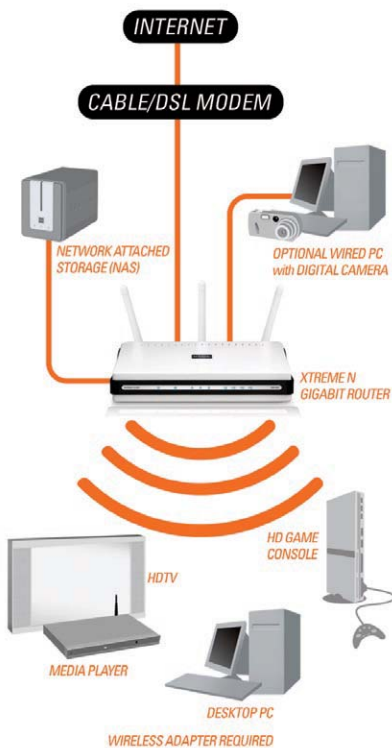 INTERNET
CABLE/DSL MODEM
NETWORK ATTACHED
STORAGE (NAS)
OPTIONAL WIRED PC
with DIGITAL CAMERA
XTREME N
GIGABIT ROUTER
HD GAME
CONSOLE
HDTV
MEDIA PLAYER
DESKTOP PC
WIRELESS ADAPTER REQUIRED